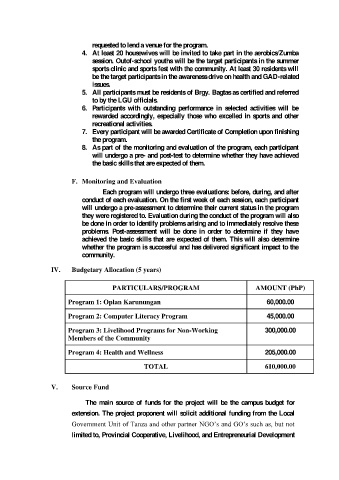 requested to lend a venue for the program.
4. At least 20 housewives will be invited to take part in the aerobics/Zumba
session. Out-of-school youths will be the target participants in the summer
sports clinic and sports fest with the community. At least 30 residents will
be the target participants in the awareness drive on health and GAD-related
issues.
5. All participants must be residents of Brgy. Bagtas as certified and referred
to by the LGU officials.
6. Participants with outstanding performance in selected activities will be
rewarded accordingly, especially those who excelled in sports and other
recreational activities.
7. Every participant will be awarded Certificate of Completion upon finishing
the program.
8. As part of the monitoring and evaluation of the program, each participant
will undergo a pre- and post-test to determine whether they have achieved
the basic skills that are expected of them.
F. Monitoring and Evaluation
Each program will undergo three evaluations: before, during, and after
conduct of each evaluation. On the first week of each session, each participant
will undergo a pre-assessment to determine their current status in the program
they were registered to. Evaluation during the conduct of the program will also
be done in order to identify problems arising and to immediately resolve these
problems. Post-assessment will be done in order to determine if they have
achieved the basic skills that are expected of them. This will also determine
whether the program is successful and has delivered significant impact to the
community.
IV. Budgetary Allocation (5 years)
PARTICULARS/PROGRAM AMOUNT (PhP)
Program 1: Oplan Karunungan 60,000.00
Program 2: Computer Literacy Program 45,000.00
Program 3: Livelihood Programs for Non-Working 300,000.00
Members of the Community
Program 4: Health and Wellness 205,000.00
TOTAL 610,000.00
V. Source Fund
The main source of funds for the project will be the campus budget for
extension. The project proponent will solicit additional funding from the Local
Government Unit of Tanza and other partner NGO's and GO's such as, but not
limited to, Provincial Cooperative, Livelihood, and Entrepreneurial Development